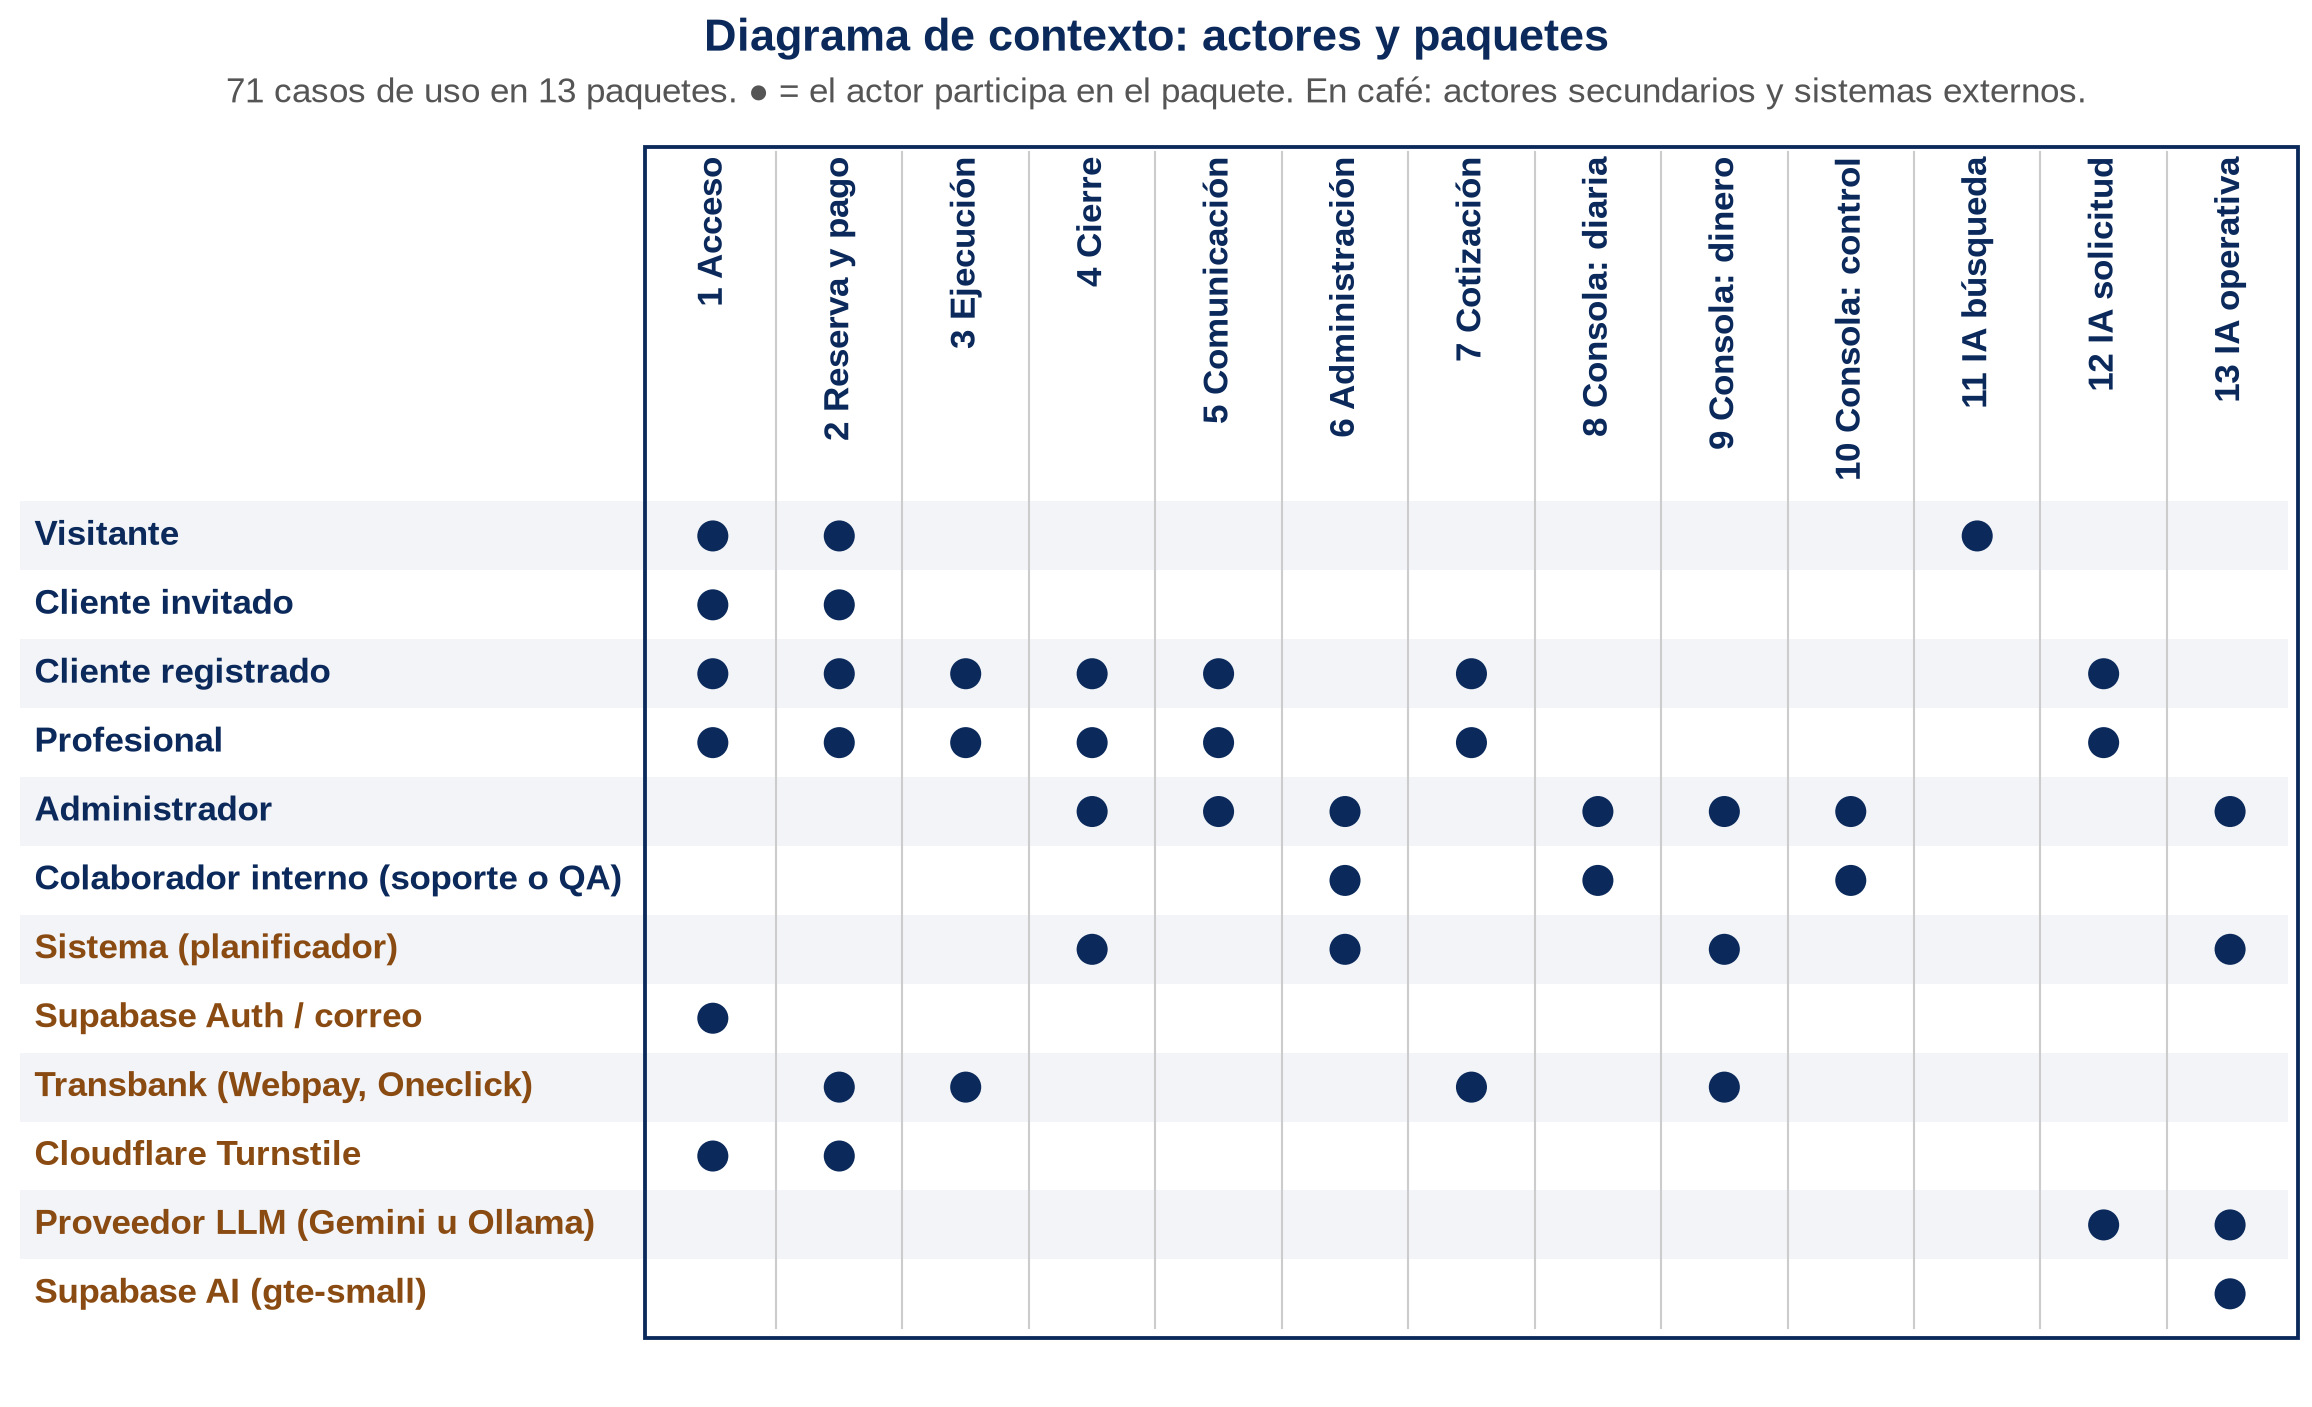 Diagrama de contexto: actores y paquetes
71 casos de uso en 13 paquetes. ● = el actor participa en el paquete. En café: actores secundarios y sistemas externos.
1 Acceso
2 Reserva y pago
3 Ejecución
4 Cierre
5 Comunicación
6 Administración
7 Cotización
8 Consola: diaria
9 Consola: dinero
10 Consola: control
11 IA búsqueda
12 IA solicitud
13 IA operativa
Visitante
Cliente invitado
Cliente registrado
Profesional
Administrador
Colaborador interno (soporte o QA)
Sistema (planificador)
Supabase Auth / correo
Transbank (Webpay, Oneclick)
Cloudflare Turnstile
Proveedor LLM (Gemini u Ollama)
Supabase AI (gte-small)